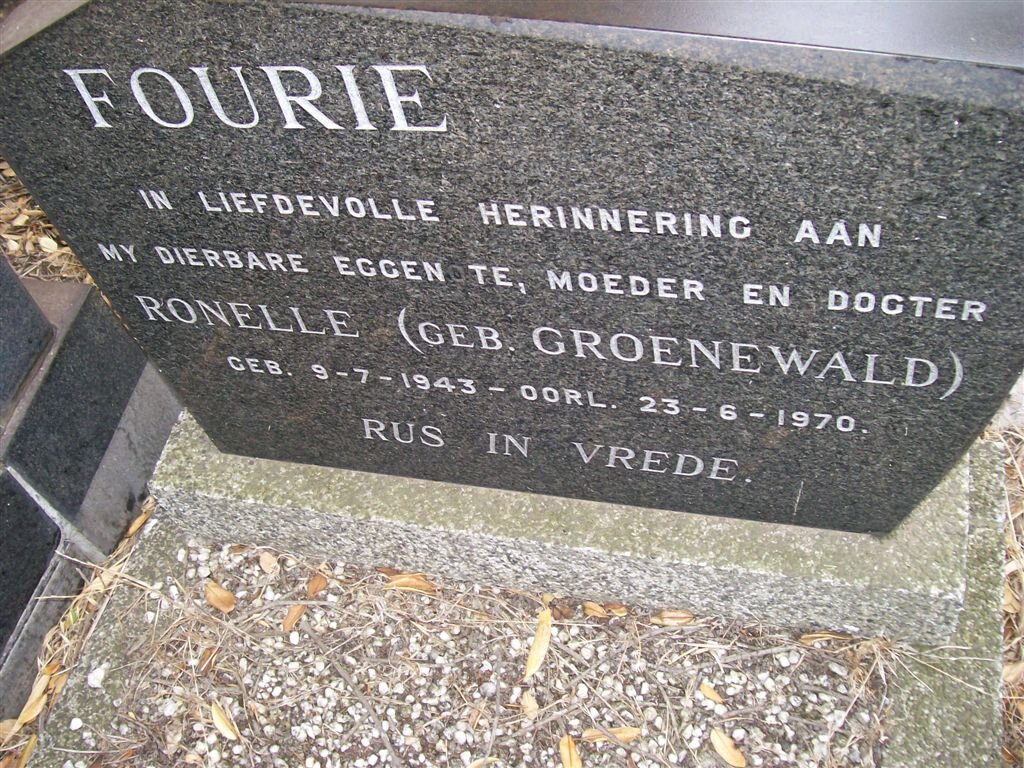 FOURIE
IN LIEFDEVOLLE HERINNERING AAN
MY DIERBARE EGGENOTE, MOEDER EN DOGTER
RONELLE (GEB. GROENEWALD)
GEB. 9-7-1943 - OORL. 23-6-1970.
RUS IN VREDE.